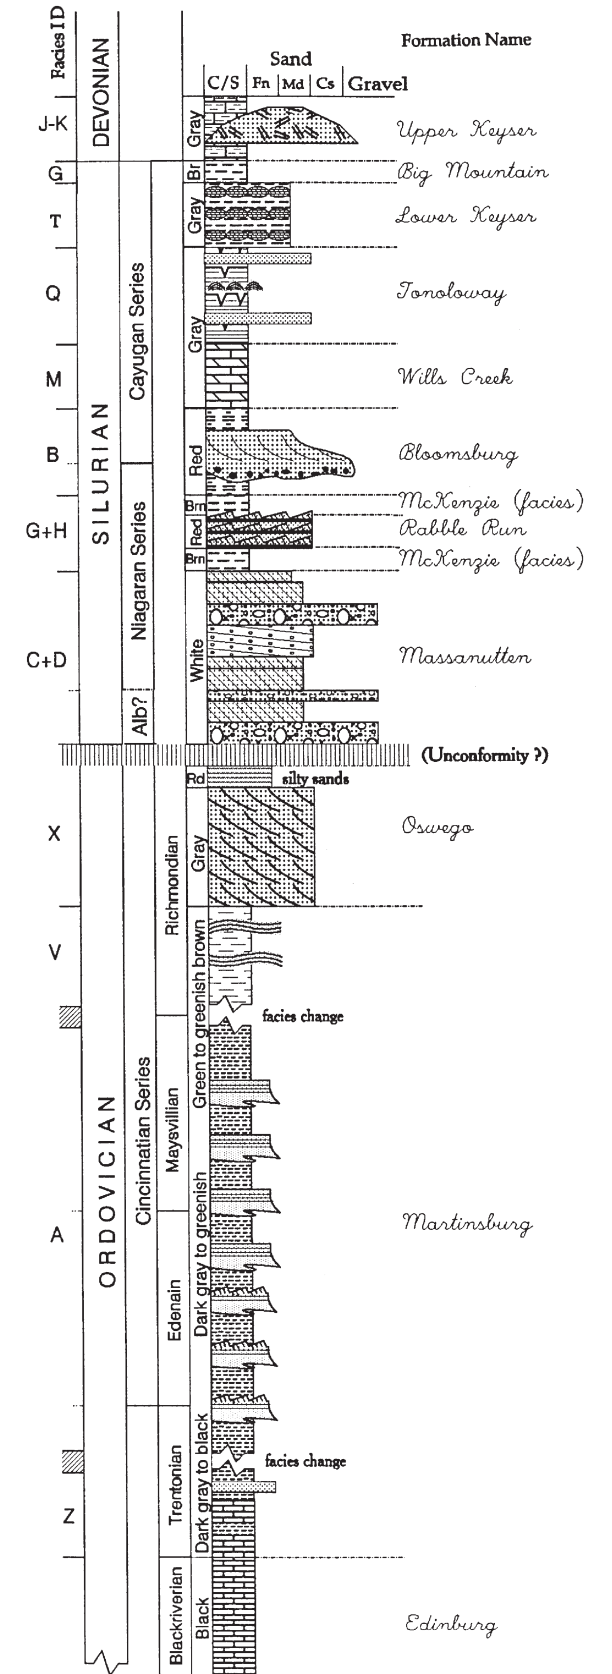 Facies ID
Formation Name
Sand
C/S Fn Md Cs Gravel
DEVONIAN
J-K
Gray
Upper Keyser
G
Br
Big Mountain
T
Gray
Lower Keyser
SILURIAN
Cayugan Series
Q
Gray
Tonoloway
M
Wills Creek
B
Red
Bloomsburg
Niagaran Series
Brn
McKenzie (facies)
G+H
Red
Rabble Run
Brn
McKenzie (facies)
C+D
White
Massanutten
Alb?
(Unconformity ?)
Rd
silty sands
ORDOVICIAN
Cincinnatian Series
Richmondian
X
Gray
Oswego
V
Green to greenish brown
facies change
Maysvillian
A
Dark gray to greenish
Martinsburg
Edenain
Trentonian
Dark gray to black
facies change
Z
Blackriverian
Black
Edinburg